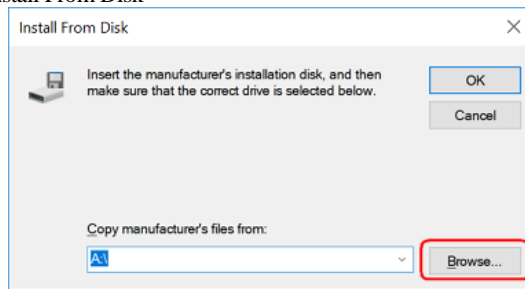 Install From Disk
Install From Disk
Insert the manufacturer's installation disk, and then
make sure that the correct drive is selected below.
OK
Cancel
Copy manufacturer's files from:
A:\
Browse...